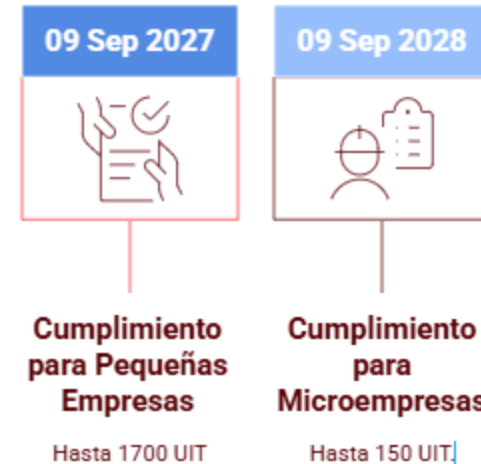 09 Sep 2027
09 Sep 2028
Cumplimiento
para Pequeñas
Empresas
Hasta 1700 UIT
Cumplimiento
para
Microempresas
Hasta 150 UIT.